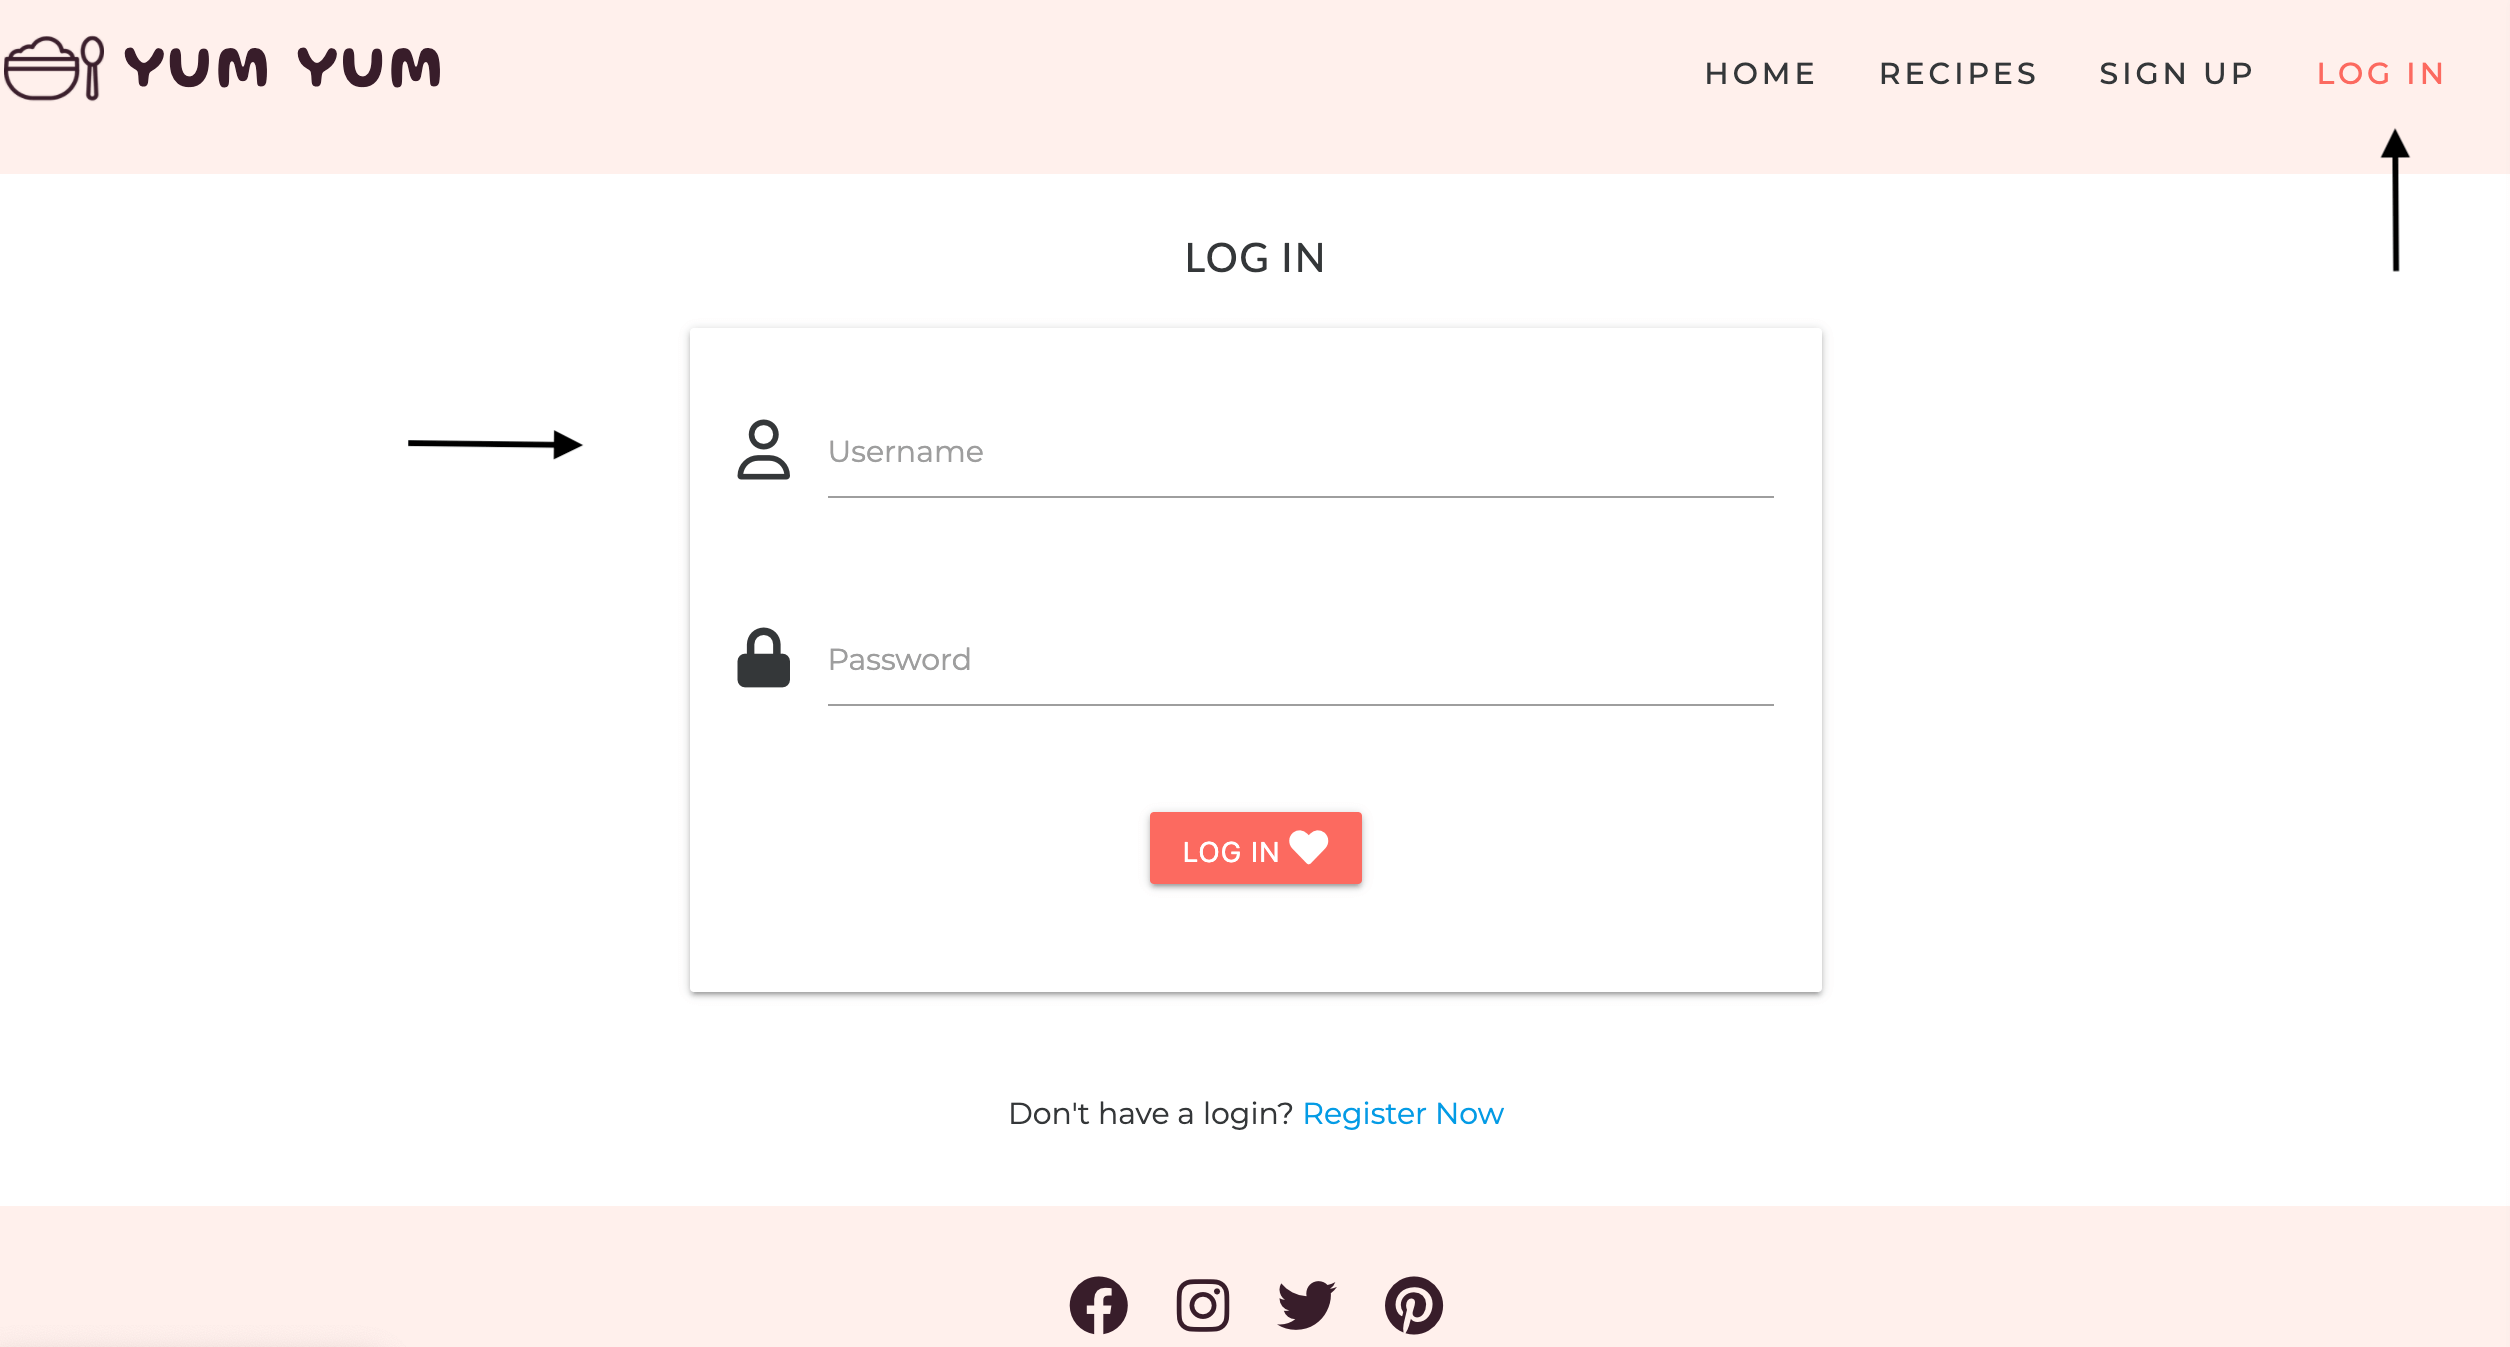 YUM YUM
HOME RECIPES SIGN UP LOG IN
LOG IN
Username
Password
LOG IN
Don't have a login? Register Now